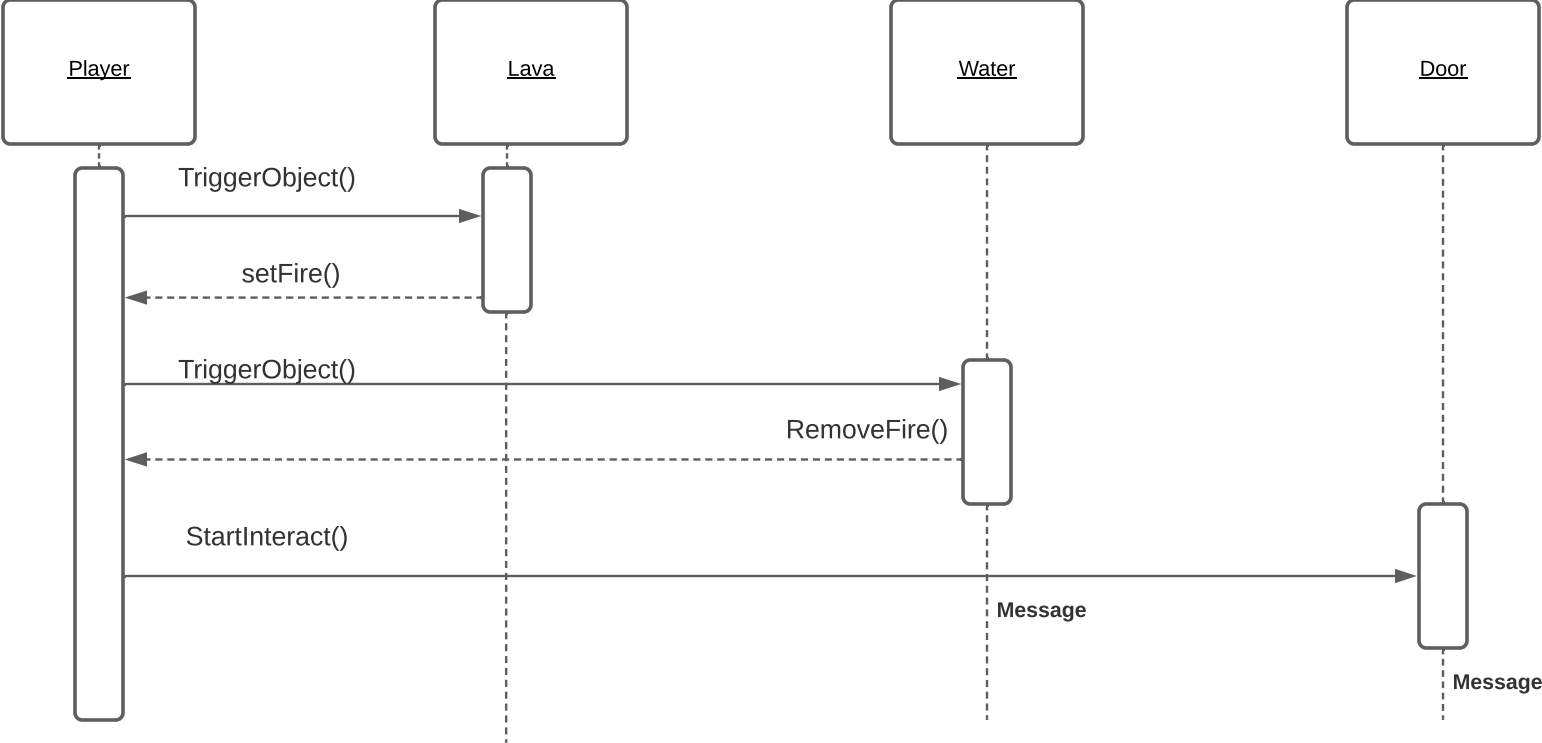 Player
Lava
Water
Door
TriggerObject()
setFire()
TriggerObject()
RemoveFire()
StartInteract()
Message
Message